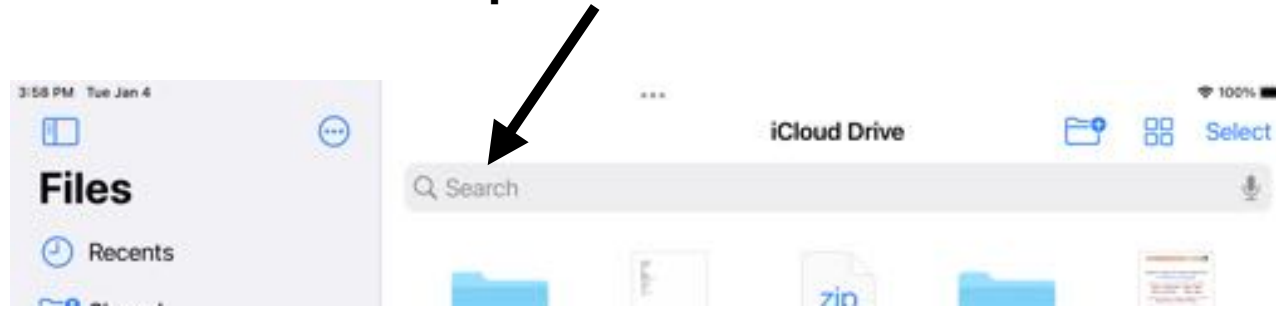 3:58 PM Tue Jan 4
100%
iCloud Drive
Select
Files
Search
Recents
zip